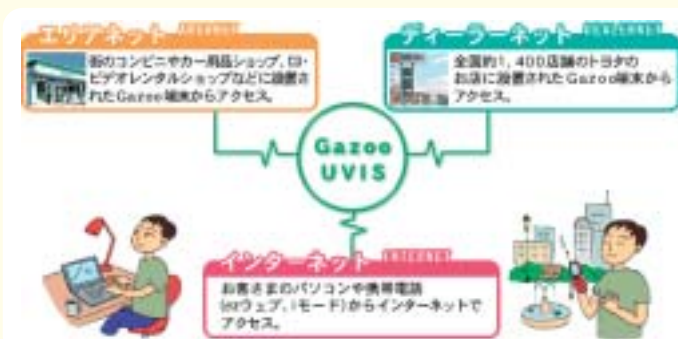 エリアネット AREANET
街のコンビニやカー用品ショップ、CD・
ビデオレンタルショップなどに設置さ
れたGazoo端末からアクセス。
ディーラーネット DEALERNET
全国約1,400店舗のトヨタの
お店に設置されたGazoo端末から
アクセス。
Gazoo
UVIS
インターネット INTERNET
お客さまのパソコンや携帯電話
(ezウェブ、iモード)からインターネットで
アクセス。